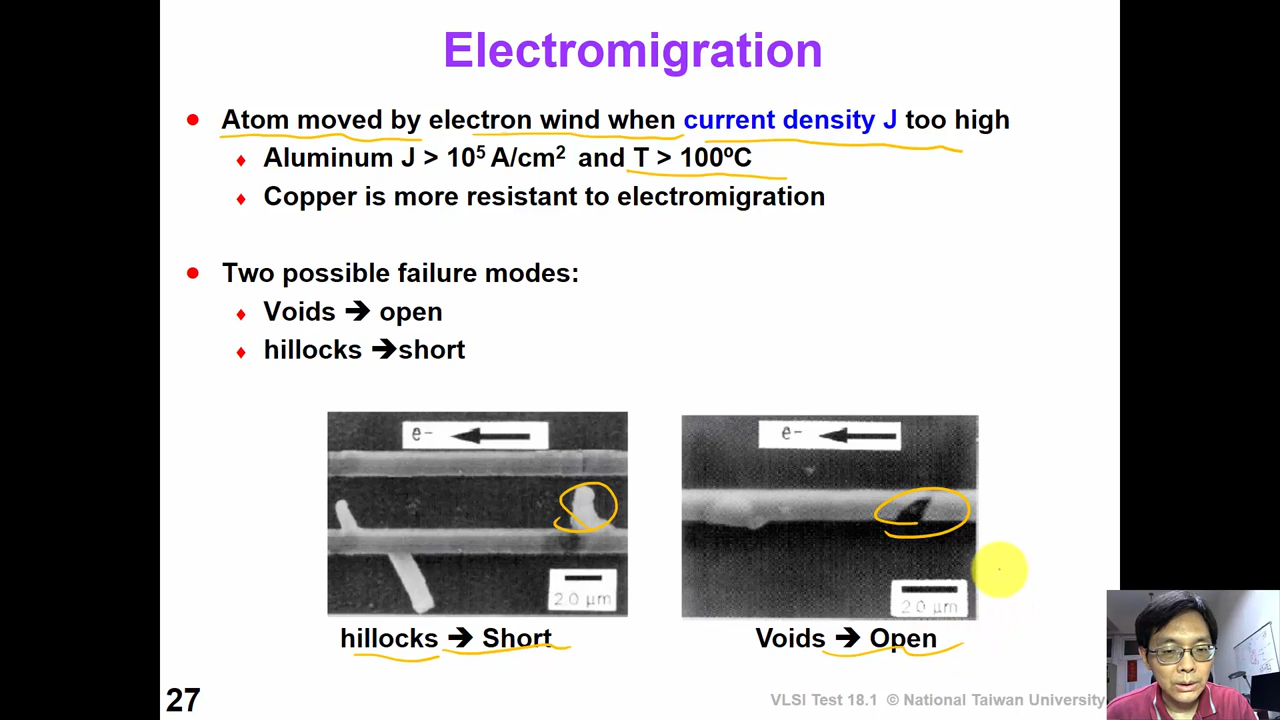 Electromigration
Atom moved by electron wind when current density J too high
Aluminum J > 10⁵ A/cm² and T > 100ºC
Copper is more resistant to electromigration
Two possible failure modes:
Voids ➔ open
hillocks ➔short
e-
2.0 µm
hillocks ➔ Short
e-
2.0 µm
Voids ➔ Open
27
VLSI Test 18.1 © National Taiwan University